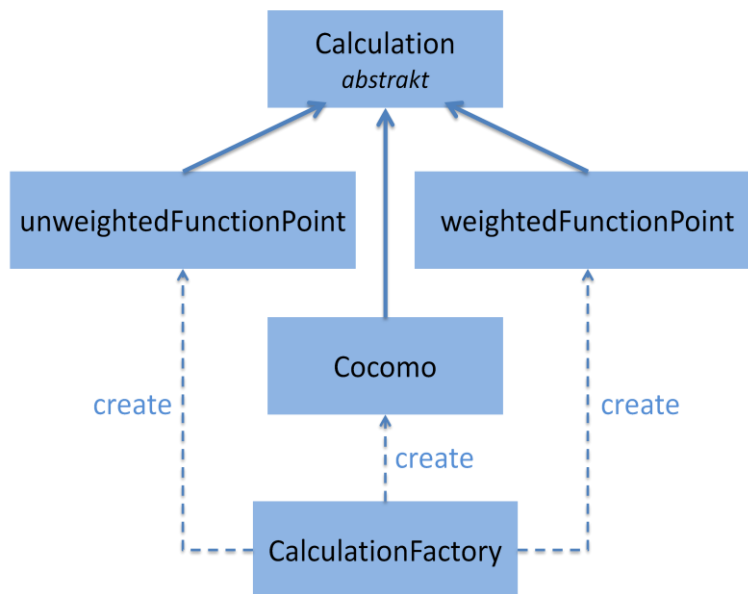 Calculation
abstrakt
unweightedFunctionPoint
weightedFunctionPoint
Cocomo
create
create
create
CalculationFactory